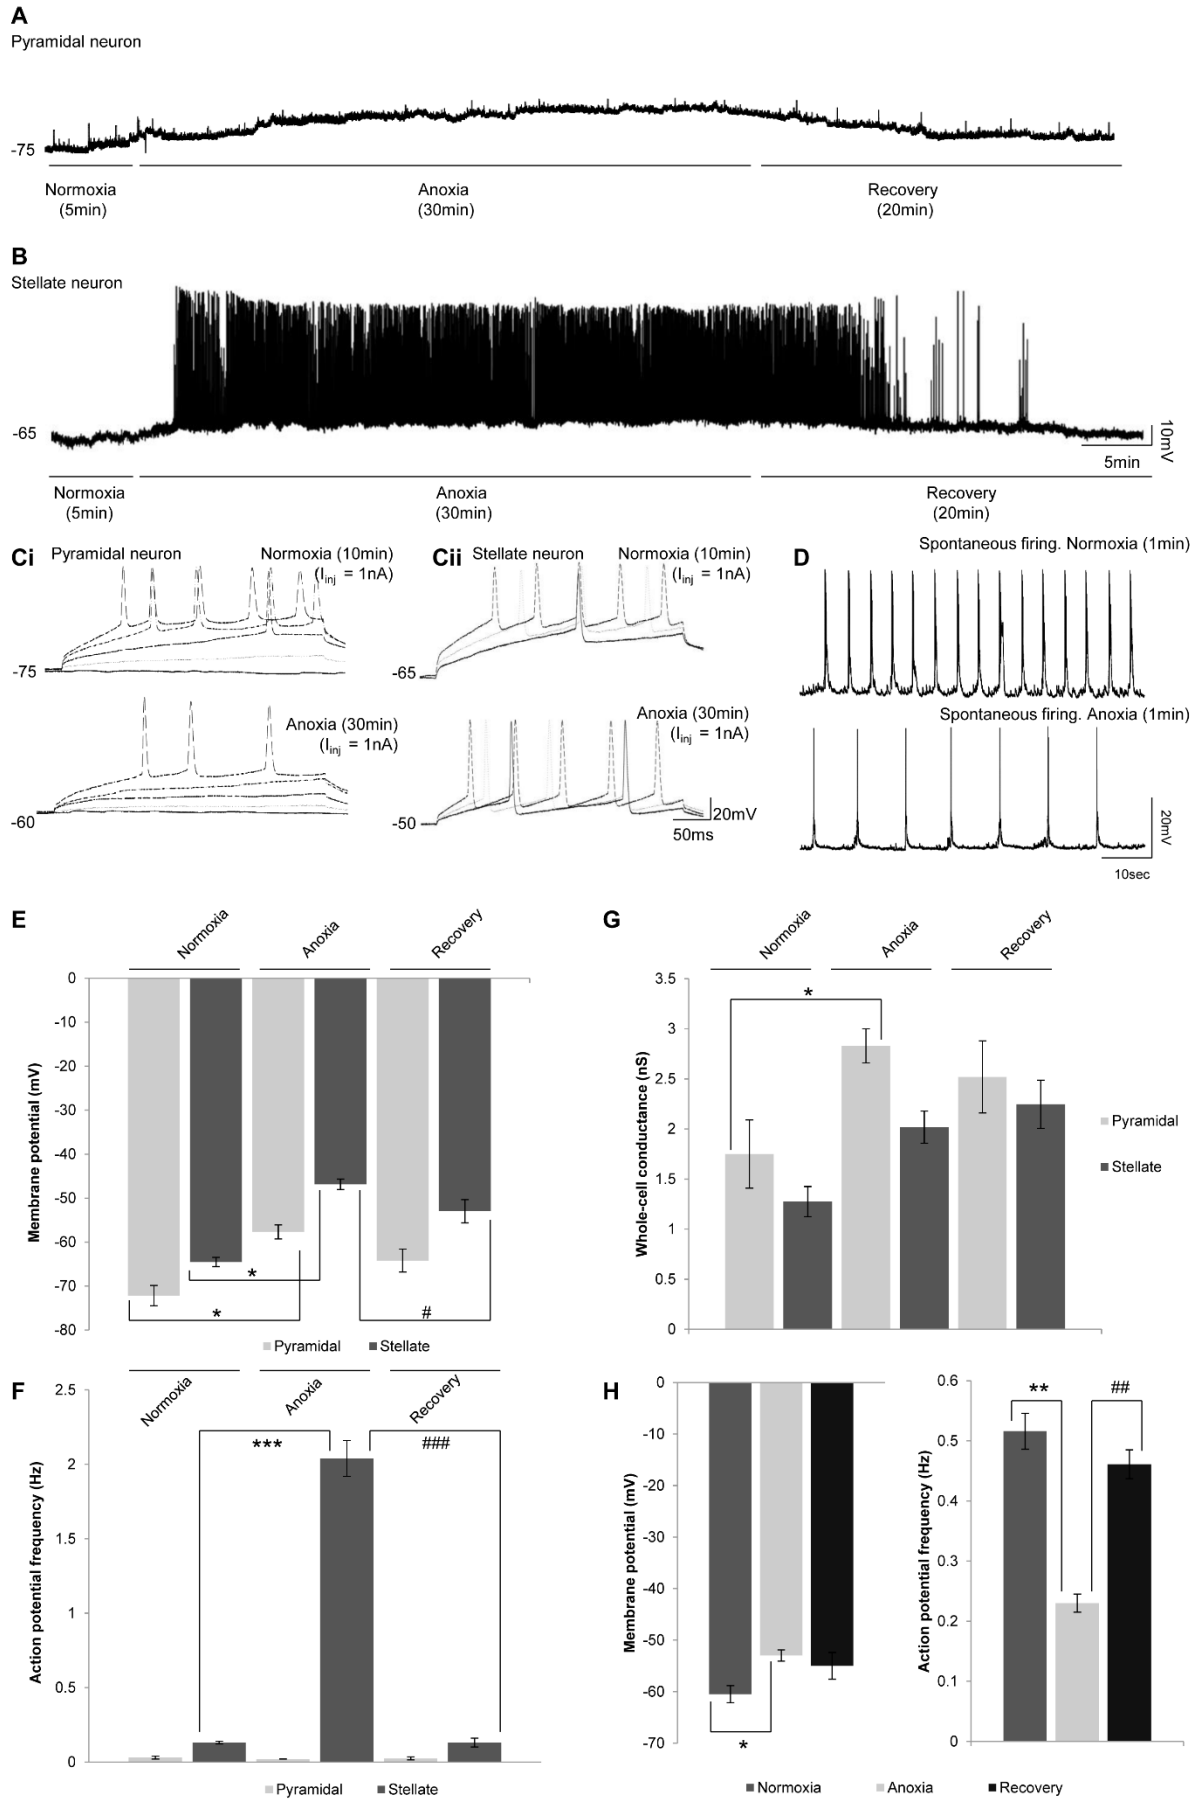 A
Pyramidal neuron
-75
Normoxia
(5min)
Anoxia
(30min)
Recovery
(20min)
B
Stellate neuron
-65
10mV
5min
Normoxia
(5min)
Anoxia
(30min)
Recovery
(20min)
Ci
Pyramidal neuron
Normoxia (10min)
(Iinj = 1nA)
-75
Anoxia (30min)
(Iinj = 1nA)
-60
Cii
Stellate neuron
Normoxia (10min)
(Iinj = 1nA)
-65
Anoxia (30min)
(Iinj = 1nA)
-50
20mV
50ms
D
Spontaneous firing. Normoxia (1min)
Spontaneous firing. Anoxia (1min)
20mV
10sec
E
Normoxia
Anoxia
Recovery
Membrane potential (mV)
0
-10
-20
-30
-40
-50
-60
-70
-80
*
*
#
Pyramidal
Stellate
G
Normoxia
Anoxia
Recovery
Whole-cell conductance (nS)
3.5
3
2.5
2
1.5
1
0.5
0
*
Pyramidal
Stellate
F
Normoxia
Anoxia
Recovery
Action potential frequency (Hz)
2.5
2
1.5
1
0.5
0
***
###
Pyramidal
Stellate
H
Membrane potential (mV)
0
-10
-20
-30
-40
-50
-60
-70
*
Action potential frequency (Hz)
0.6
0.5
0.4
0.3
0.2
0.1
0
**
##
Normoxia
Anoxia
Recovery